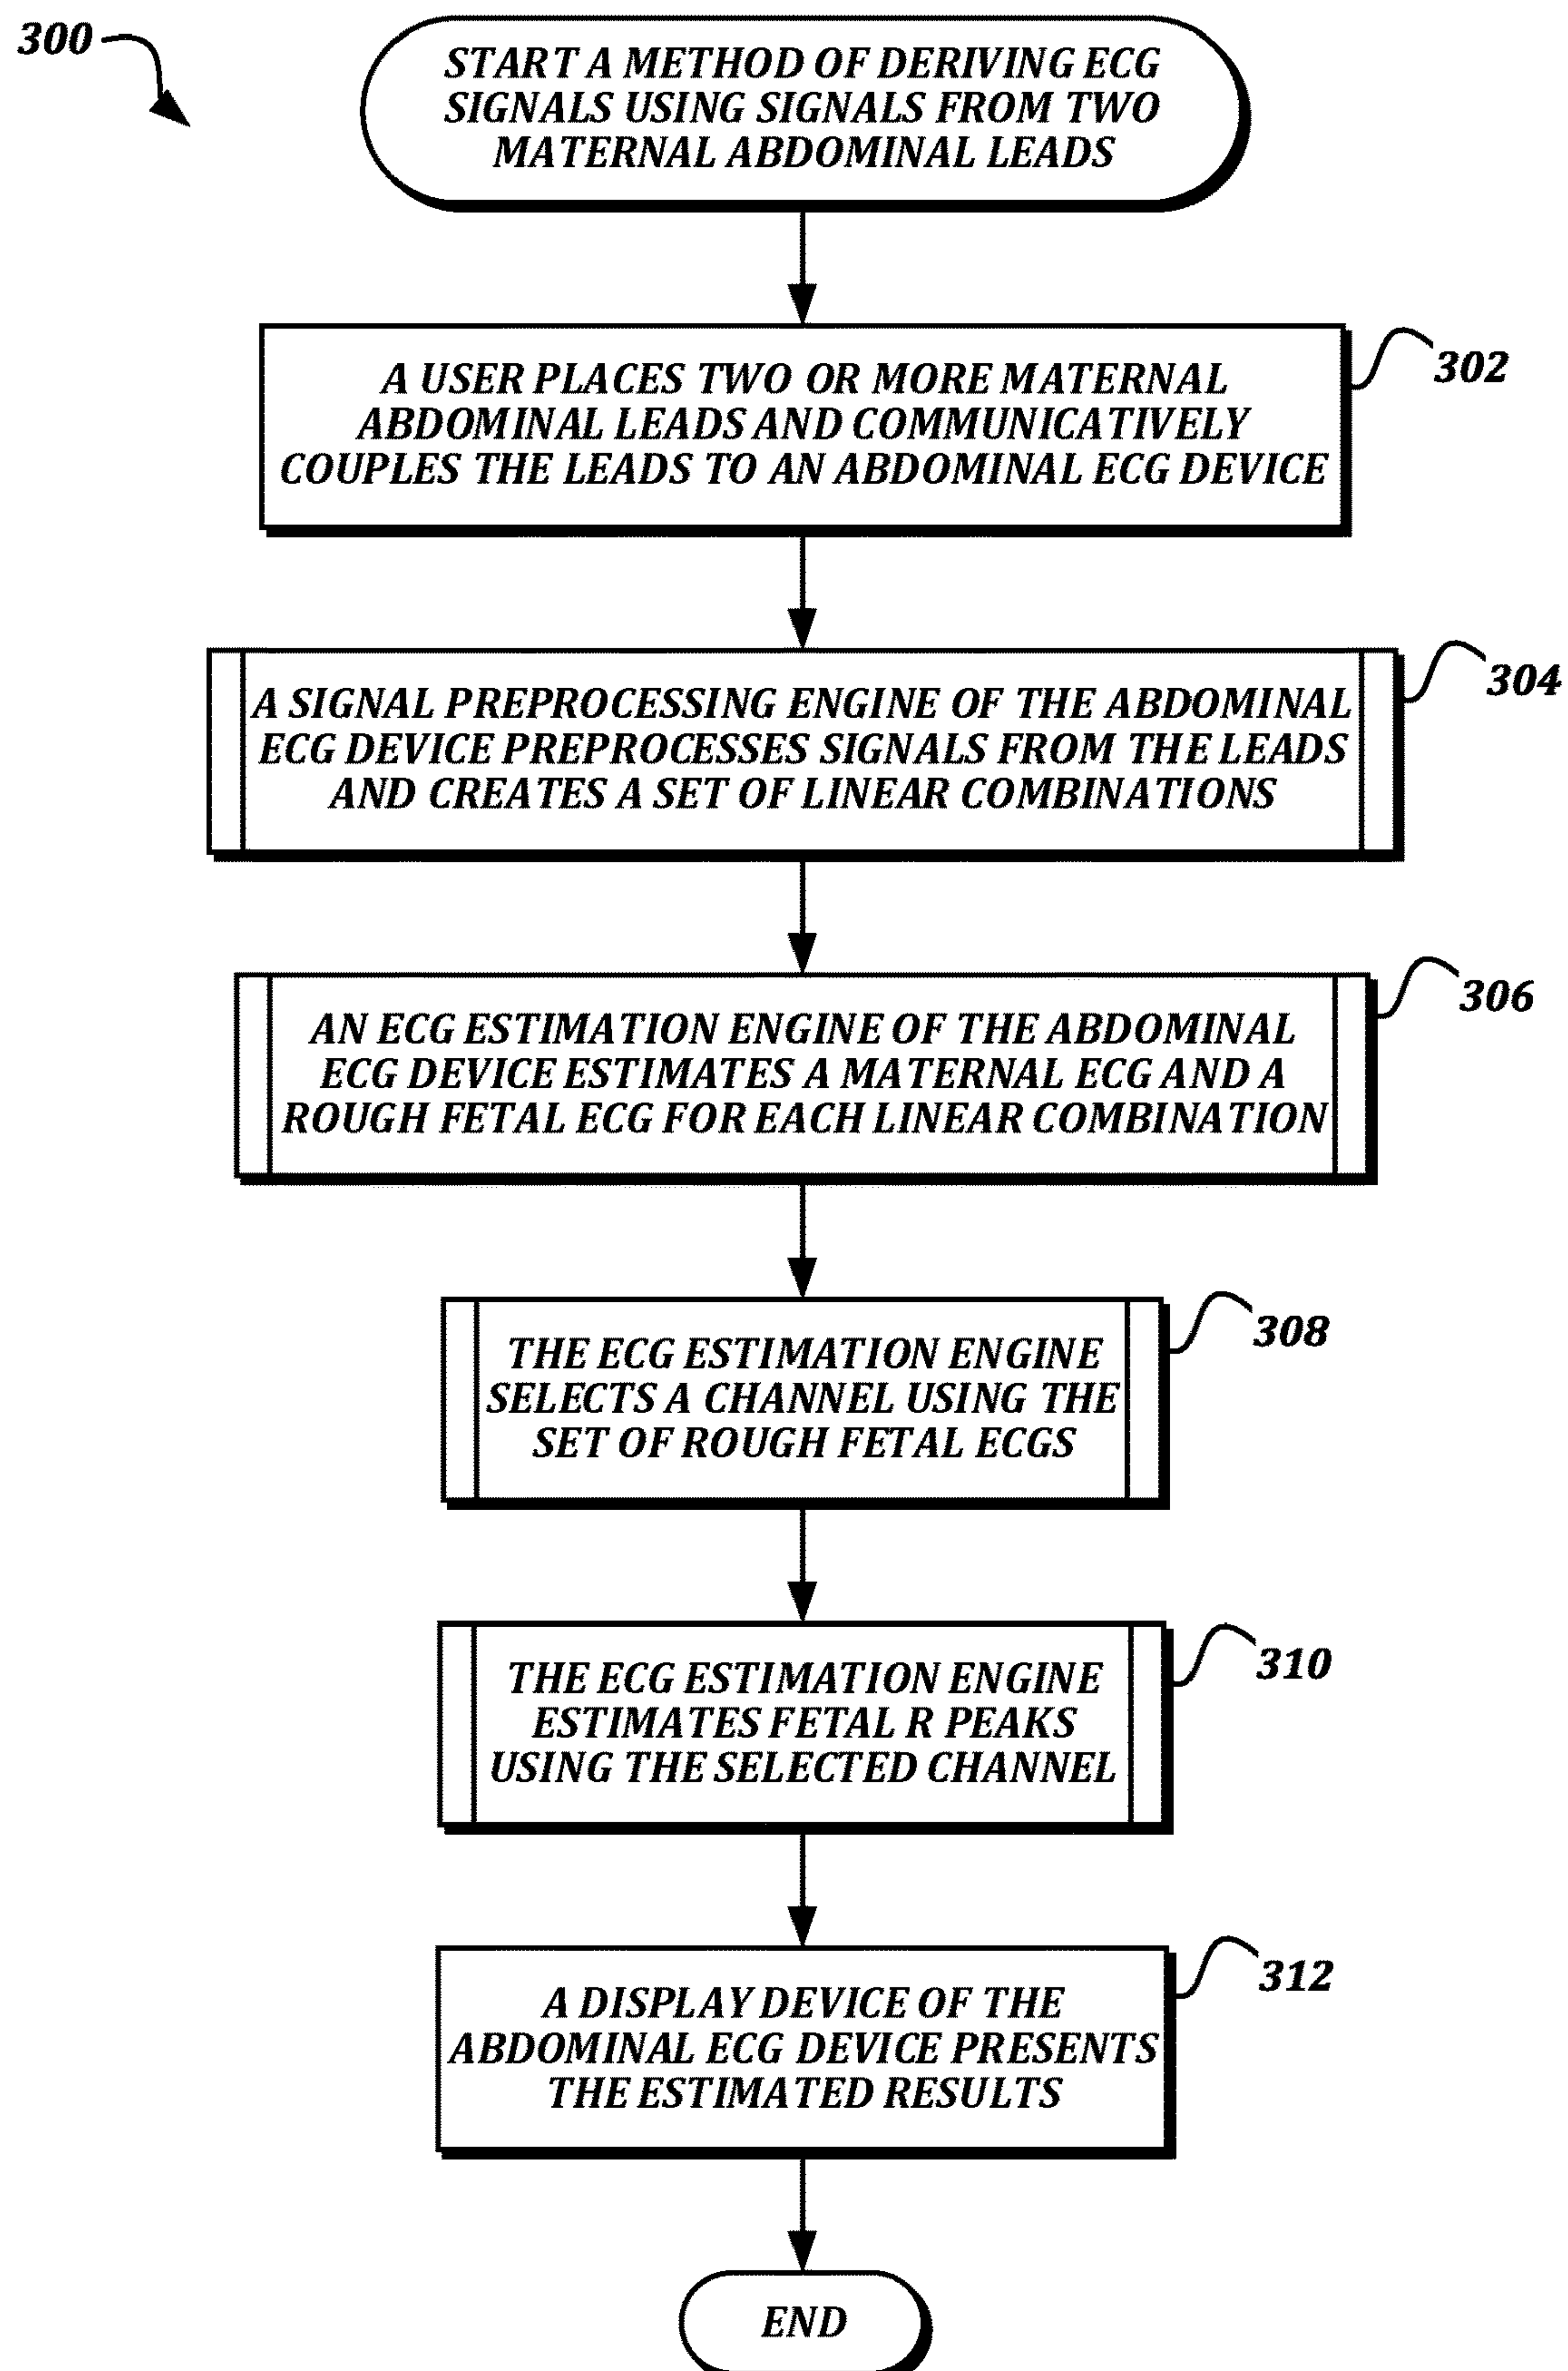 300
START A METHOD OF DERIVING ECG
SIGNALS USING SIGNALS FROM TWO
MATERNAL ABDOMINAL LEADS
A USER PLACES TWO OR MORE MATERNAL
ABDOMINAL LEADS AND COMMUNICATIVELY
COUPLES THE LEADS TO AN ABDOMINAL ECG DEVICE
302
A SIGNAL PREPROCESSING ENGINE OF THE ABDOMINAL
ECG DEVICE PREPROCESSES SIGNALS FROM THE LEADS
AND CREATES A SET OF LINEAR COMBINATIONS
304
AN ECG ESTIMATION ENGINE OF THE ABDOMINAL
ECG DEVICE ESTIMATES A MATERNAL ECG AND A
ROUGH FETAL ECG FOR EACH LINEAR COMBINATION
306
THE ECG ESTIMATION ENGINE
SELECTS A CHANNEL USING THE
SET OF ROUGH FETAL ECGS
308
THE ECG ESTIMATION ENGINE
ESTIMATES FETAL R PEAKS
USING THE SELECTED CHANNEL
310
A DISPLAY DEVICE OF THE
ABDOMINAL ECG DEVICE PRESENTS
THE ESTIMATED RESULTS
312
END